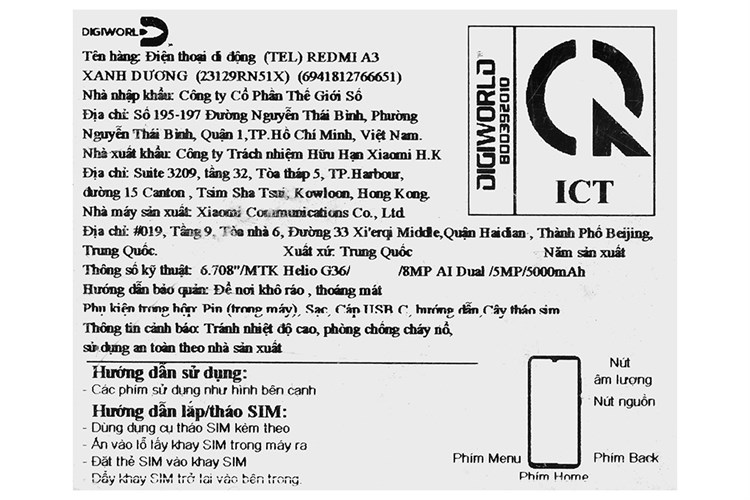 DIGIWORLD
Tên hàng: Điện thoại di động (TEL) REDMI A3
XANH DƯƠNG (23129RN51X) (6941812766651)
Nhà nhập khẩu: Công ty Cổ Phần Thế Giới Số
Địa chỉ: Số 195-197 Đường Nguyễn Thái Bình, Phường
Nguyễn Thái Bình, Quận 1,TP.Hồ Chí Minh, Việt Nam.
Nhà xuất khẩu: Công ty Trách nhiệm Hữu Hạn Xiaomi H.K
Địa chỉ: Suite 3209, tầng 32, Tòa tháp 5, TP.Harbour,
đường 15 Canton , Tsim Sha Tsui, Kowloon, Hong Kong.
Nhà máy sản xuất: Xiaomi Communications Co., Ltd
Địa chỉ: #019, Tầng 9, Tòa nhà 6, Đường 33 Xi'erqi Middle,Quận Haidian , Thành Phố Beijing,
Trung Quốc. Xuất xứ: Trung Quốc Năm sản xuất
Thông số kỹ thuật: 6.708"/MTK Helio G36/ /8MP AI Dual /5MP/5000mAh
Hướng dẫn bảo quản: Để nơi khô ráo , thoáng mát
Phụ kiện trong hộp: Pin (trong máy), Sạc, Cáp USB C, hướng dẫn,Cây tháo sim
Thông tin cảnh báo: Tránh nhiệt độ cao, phòng chống cháy nổ,
sử dụng an toàn theo nhà sản xuất
DIGIWORLD
0100392008
ICT
Hướng dẫn sử dụng:
- Các phím sử dụng như hình bên cạnh
Hướng dẫn lắp/tháo SIM:
- Dùng dụng cụ tháo SIM kèm theo
- Ấn vào lỗ lấy khay SIM trong máy ra
- Đặt thẻ SIM vào khay SIM
- Đẩy khay SIM trở lại vào bên trong.
Nút
âm lượng
Nút nguồn
Phím Menu
Phím Back
Phím Home